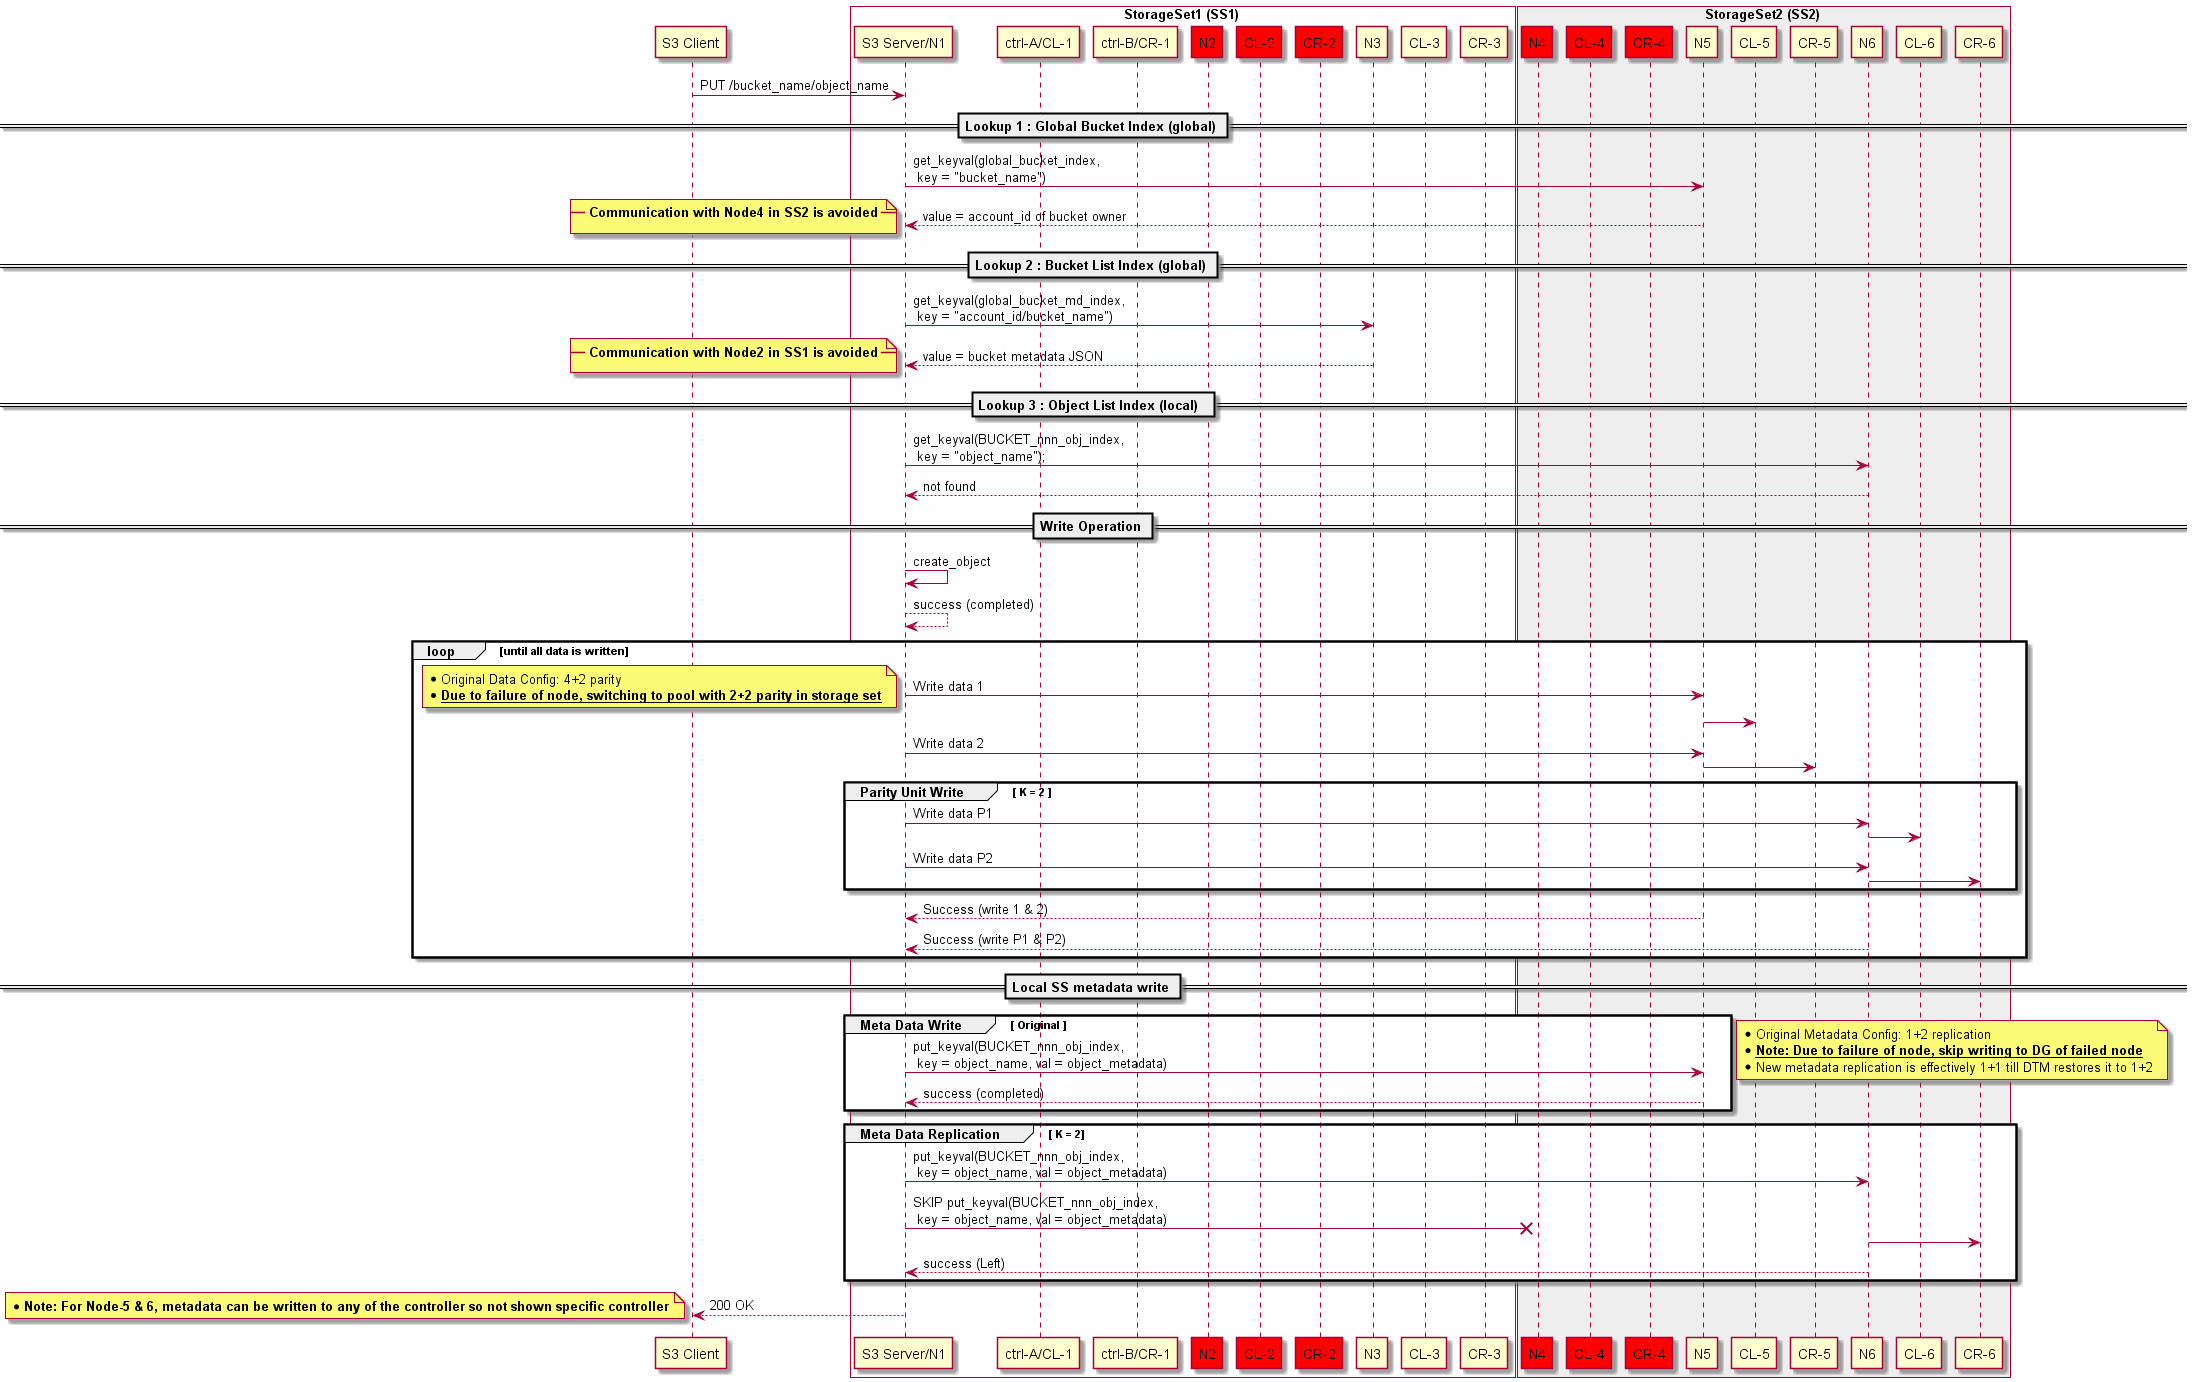 StorageSet1 (SS1)
StorageSet2 (SS2)
S3 Client
S3 Server/N1
ctrl-A/CL-1
ctrl-B/CR-1
N2
CL-2
CR-2
N3
CL-3
CR-3
N4
CL-4
CR-4
N5
CL-5
CR-5
N6
CL-6
CR-6
PUT /bucket_name/object_name
Lookup 1 : Global Bucket Index (global)
get_keyval(global_bucket_index,
key = "bucket_name")
Communication with Node4 in SS2 is avoided
value = account_id of bucket owner
Lookup 2 : Bucket List Index (global)
get_keyval(global_bucket_md_index,
key = "account_id/bucket_name")
Communication with Node2 in SS1 is avoided
value = bucket metadata JSON
Lookup 3 : Object List Index (local)
get_keyval(BUCKET_nnn_obj_index,
key = "object_name");
not found
Write Operation
create_object
success (completed)
loop [until all data is written]
• Original Data Config: 4+2 parity
• Due to failure of node, switching to pool with 2+2 parity in storage set
Write data 1
Write data 2
Parity Unit Write [ K = 2 ]
Write data P1
Write data P2
Success (write 1 & 2)
Success (write P1 & P2)
Local SS metadata write
Meta Data Write [ Original ]
put_keyval(BUCKET_nnn_obj_index,
key = object_name, val = object_metadata)
success (completed)
• Original Metadata Config: 1+2 replication
• Note: Due to failure of node, skip writing to DG of failed node
• New metadata replication is effectively 1+1 till DTM restores it to 1+2
Meta Data Replication [ K = 2]
put_keyval(BUCKET_nnn_obj_index,
key = object_name, val = object_metadata)
SKIP put_keyval(BUCKET_nnn_obj_index,
key = object_name, val = object_metadata)
success (Left)
• Note: For Node-5 & 6, metadata can be written to any of the controller so not shown specific controller
200 OK
S3 Client
S3 Server/N1
ctrl-A/CL-1
ctrl-B/CR-1
N2
CL-2
CR-2
N3
CL-3
CR-3
N4
CL-4
CR-4
N5
CL-5
CR-5
N6
CL-6
CR-6